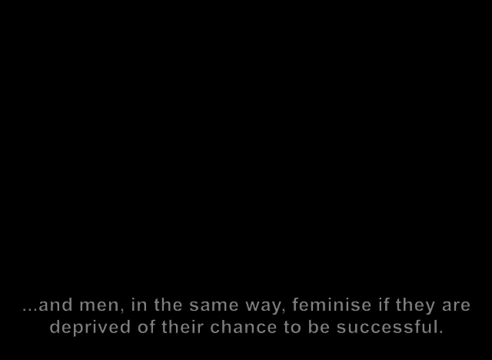 ...and men, in the same way, feminise if they are
deprived of their chance to be successful.